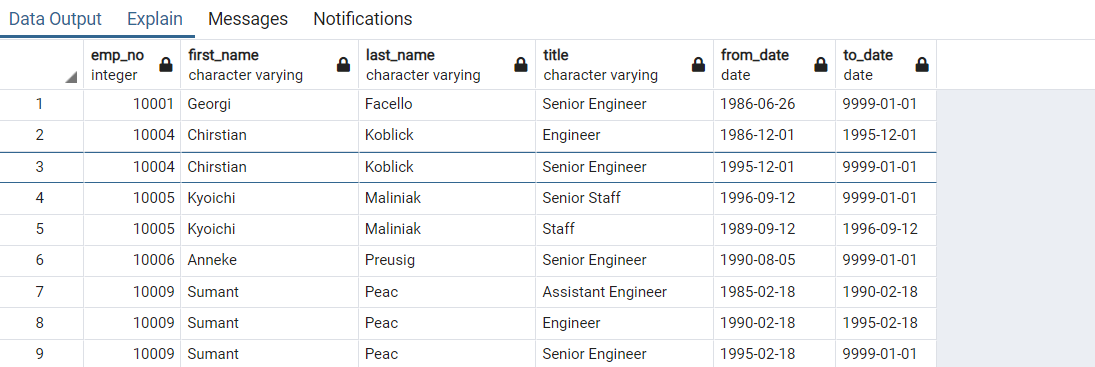 Data Output Explain Messages Notifications
emp_no first_name last_name title from_date to_date
integer character varying character varying character varying date date
1 10001 Georgi Facello Senior Engineer 1986-06-26 9999-01-01
2 10004 Chirstian Koblick Engineer 1986-12-01 1995-12-01
3 10004 Chirstian Koblick Senior Engineer 1995-12-01 9999-01-01
4 10005 Kyoichi Maliniak Senior Staff 1996-09-12 9999-01-01
5 10005 Kyoichi Maliniak Staff 1989-09-12 1996-09-12
6 10006 Anneke Preusig Senior Engineer 1990-08-05 9999-01-01
7 10009 Sumant Peac Assistant Engineer 1985-02-18 1990-02-18
8 10009 Sumant Peac Engineer 1990-02-18 1995-02-18
9 10009 Sumant Peac Senior Engineer 1995-02-18 9999-01-01